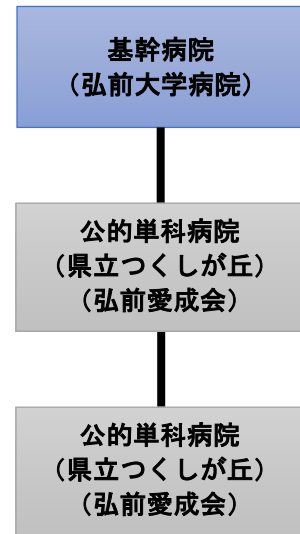 基幹病院
（弘前大学病院）
公的単科病院
（県立つくしが丘）
（弘前愛成会）
公的単科病院
（県立つくしが丘）
（弘前愛成会）